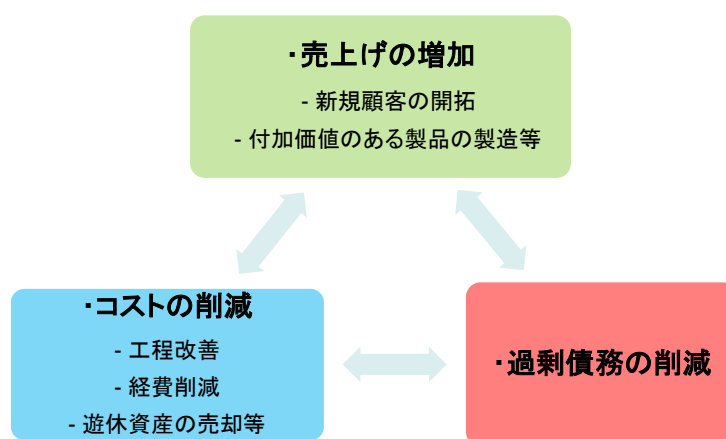 ・売上げの増加
- 新規顧客の開拓
- 付加価値のある製品の製造等
・コストの削減
- 工程改善
- 経費削減
- 遊休資産の売却等
・過剰債務の削減